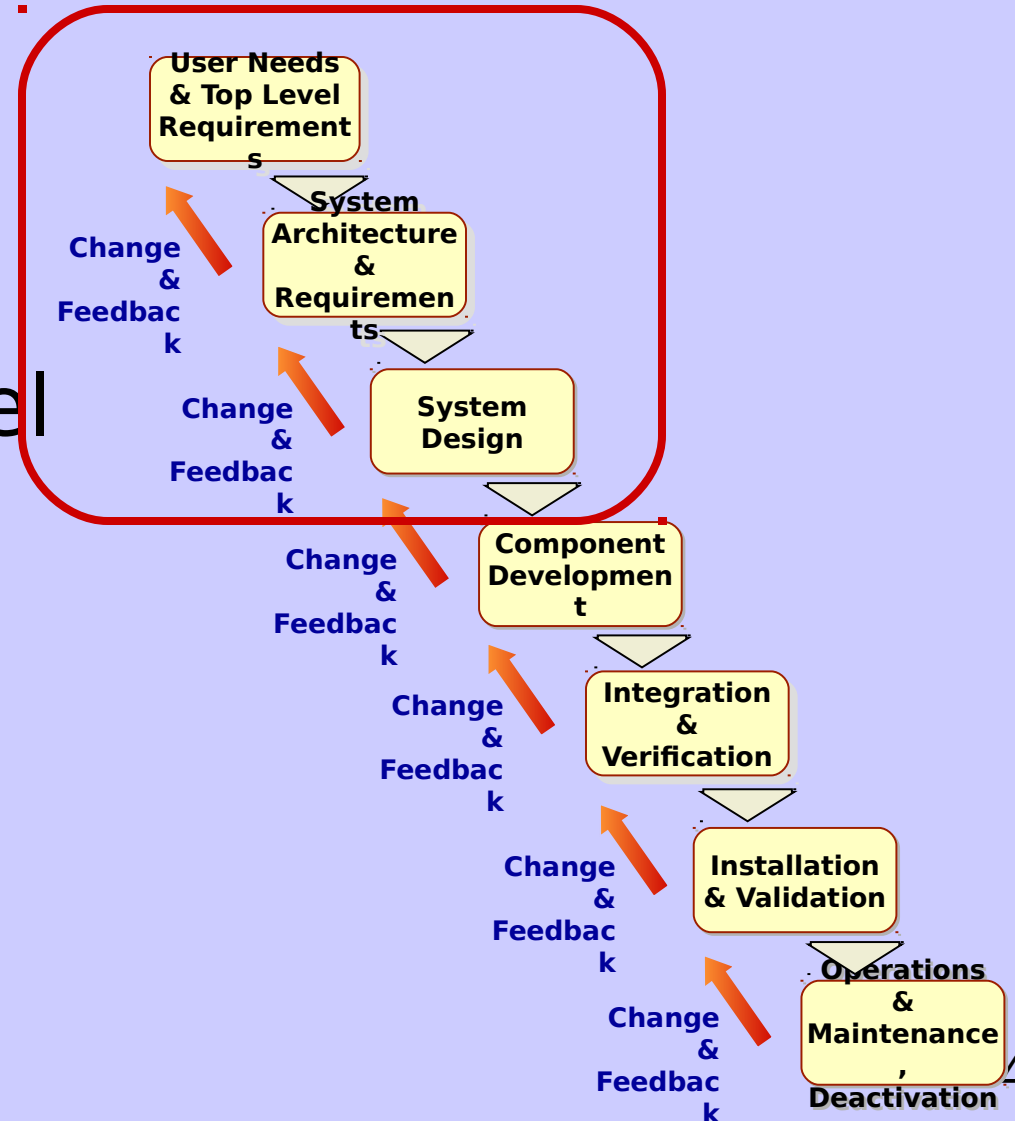 User Needs
& Top Level
Requirement
s
System
Architecture
&
Requiremen
ts
Change
&
Feedbac
k
el
System
Design
Change
&
Feedbac
k
Component
Developmen
t
Change
&
Feedbac
k
Integration
&
Verification
Change
&
Feedbac
k
Installation
& Validation
Change
&
Feedbac
k
Operations
&
Maintenance
,
Deactivation
Change
&
Feedbac
k